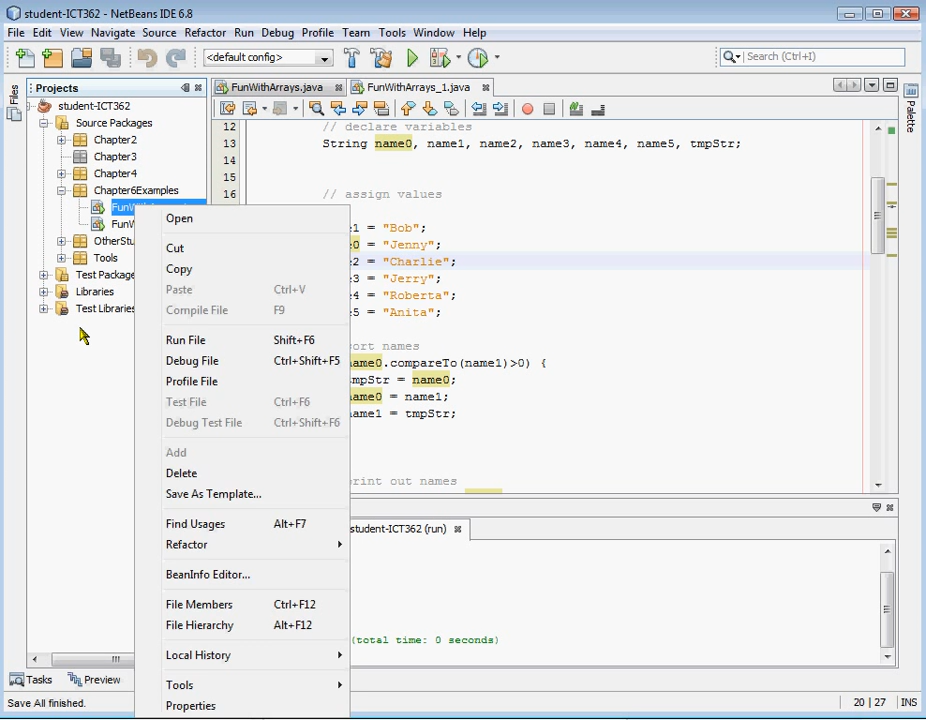 student-ICT362 - NetBeans IDE 6.8
File Edit View Navigate Source Refactor Run Debug Profile Team Tools Window Help
<default config>
Search (Ctrl+I)
Files
Projects
student-ICT362
Source Packages
Chapter2
Chapter3
Chapter4
Chapter6Examples
FunW
OtherStu
Tools
Test Package
Libraries
Test Libraries
Open
Cut
Copy
Paste Ctrl+V
Compile File F9
Run File Shift+F6
Debug File Ctrl+Shift+F5
Profile File
Test File Ctrl+F6
Debug Test File Ctrl+Shift+F6
Add
Delete
Save As Template...
Find Usages Alt+F7
Refactor
BeanInfo Editor...
File Members Ctrl+F12
File Hierarchy Alt+F12
Local History
Tools
Properties
FunWithArrays.java FunWithArrays_1.java
12 // declare variables
13 String name0, name1, name2, name3, name4, name5, tmpStr;
14
15
16 // assign values
1 = "Bob";
0 = "Jenny";
2 = "Charlie";
3 = "Jerry";
4 = "Roberta";
5 = "Anita";
sort names
name0.compareTo(name1)>0) {
mpStr = name0;
ame0 = name1;
ame1 = tmpStr;
rint out names
student-ICT362 (run)
(total time: 0 seconds)
Palette
Tasks Preview
Save All finished.
20 | 27 INS